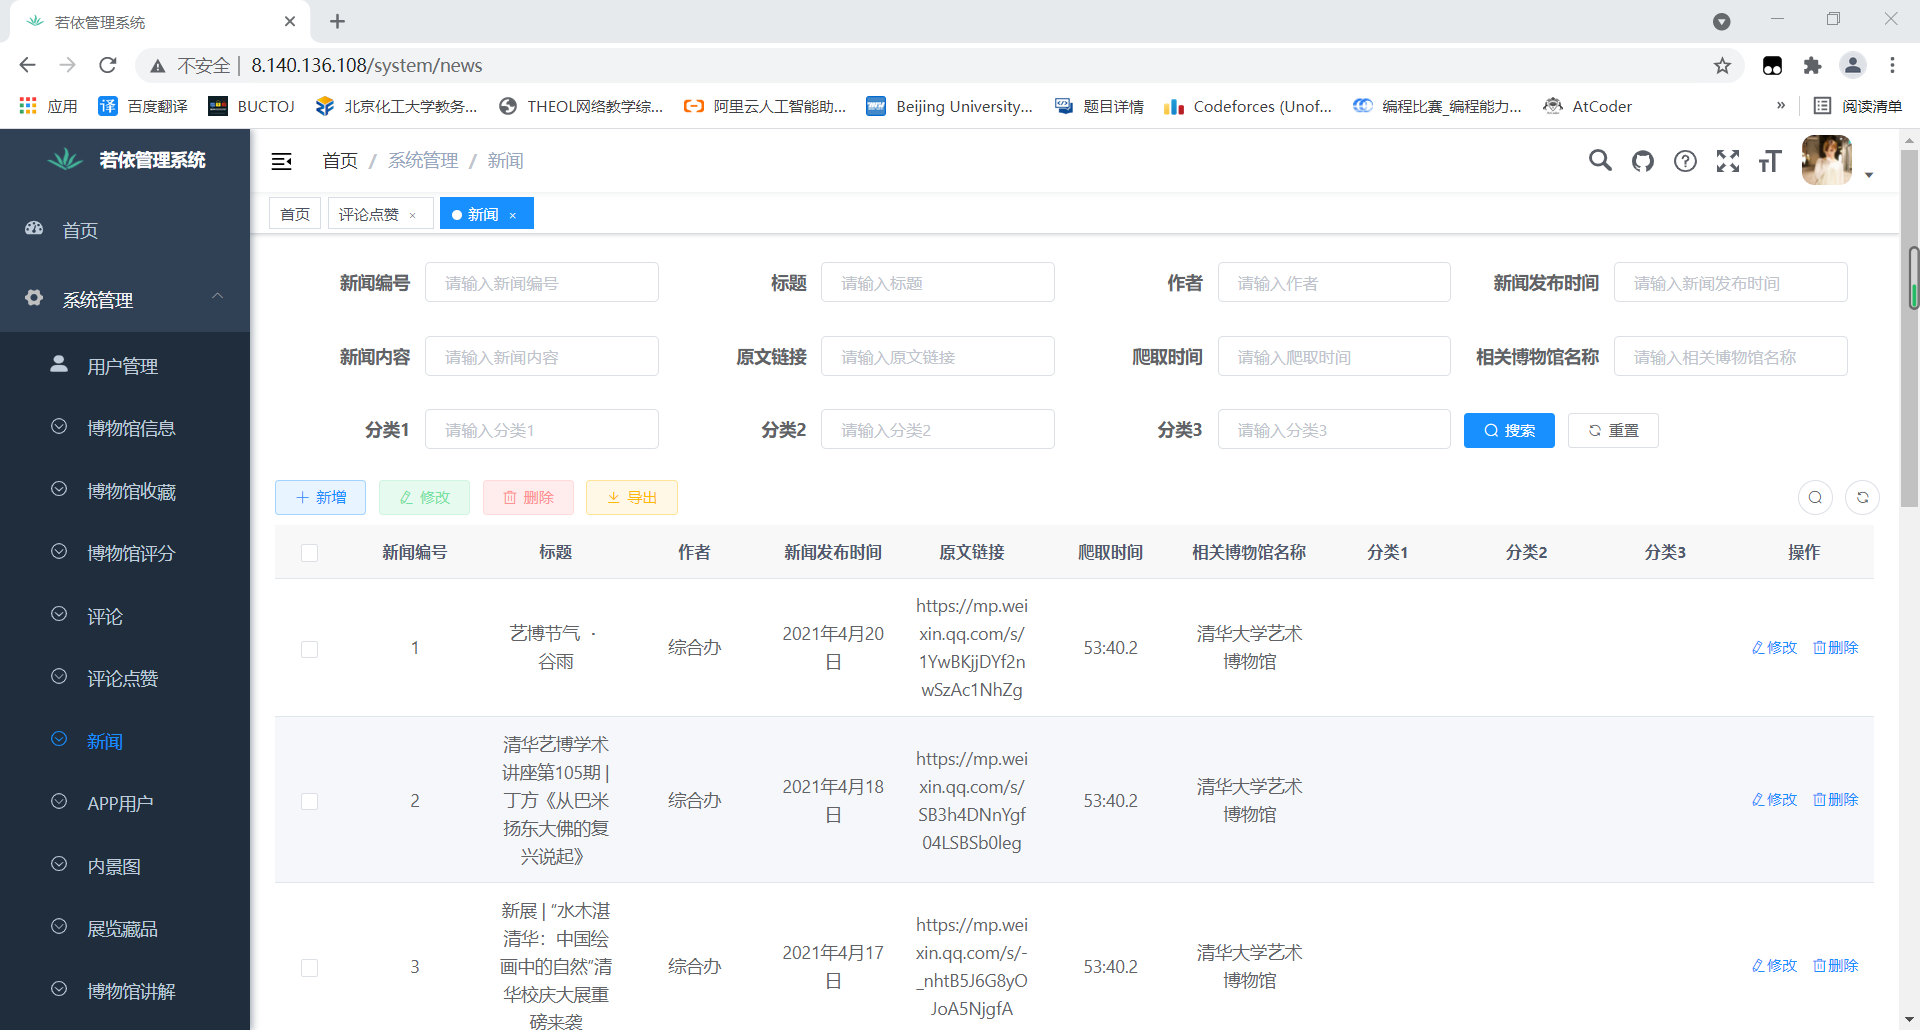 若依管理系统
不安全 | 8.140.136.108/system/news
应用 百度翻译 BUCTOJ 北京化工大学教务... THEOL网络教学综... 阿里云人工智能助... Beijing University... 题目详情 Codeforces (Unof... 编程比赛_编程能力... AtCoder » 阅读清单
若依管理系统
首页
系统管理
用户管理
博物馆信息
博物馆收藏
博物馆评分
评论
评论点赞
新闻
APP用户
内景图
展览藏品
博物馆讲解
首页 / 系统管理 / 新闻
首页 评论点赞 × 新闻 ×
新闻编号 请输入新闻编号 标题 请输入标题 作者 请输入作者 新闻发布时间 请输入新闻发布时间
新闻内容 请输入新闻内容 原文链接 请输入原文链接 爬取时间 请输入爬取时间 相关博物馆名称 请输入相关博物馆名称
分类1 请输入分类1 分类2 请输入分类2 分类3 请输入分类3 搜索 重置
新增 修改 删除 导出
新闻编号 标题 作者 新闻发布时间 原文链接 爬取时间 相关博物馆名称 分类1 分类2 分类3 操作
1
艺博节气 ·
谷雨
综合办
2021年4月20
日
https://mp.wei
xin.qq.com/s/
1YwBKjjDYf2n
wSzAc1NhZg
53:40.2
清华大学艺术
博物馆
修改 删除
2
清华艺博学术
讲座第105期 |
丁方《从巴米
扬东大佛的复
兴说起》
综合办
2021年4月18
日
https://mp.wei
xin.qq.com/s/
SB3h4DNnYgf
04LSBSb0leg
53:40.2
清华大学艺术
博物馆
修改 删除
3
新展 | “水木湛
清华：中国绘
画中的自然”清
华校庆大展重
磅来袭
综合办
2021年4月17
日
https://mp.wei
xin.qq.com/s/-
_nhtB5J6G8yO
JoA5NjgfA
53:40.2
清华大学艺术
博物馆
修改 删除